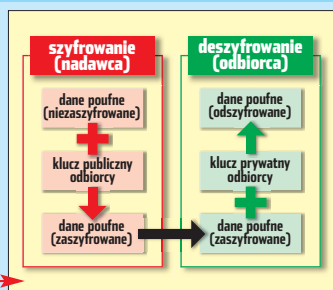 szyfrowanie
(nadawca)
dane poufne
(niezaszyfrowane)
klucz publiczny
odbiorcy
dane poufne
(zaszyfrowane)
deszyfrowanie
(odbiorca)
dane poufne
(odszyfrowane)
klucz prywatny
odbiorcy
dane poufne
(zaszyfrowane)